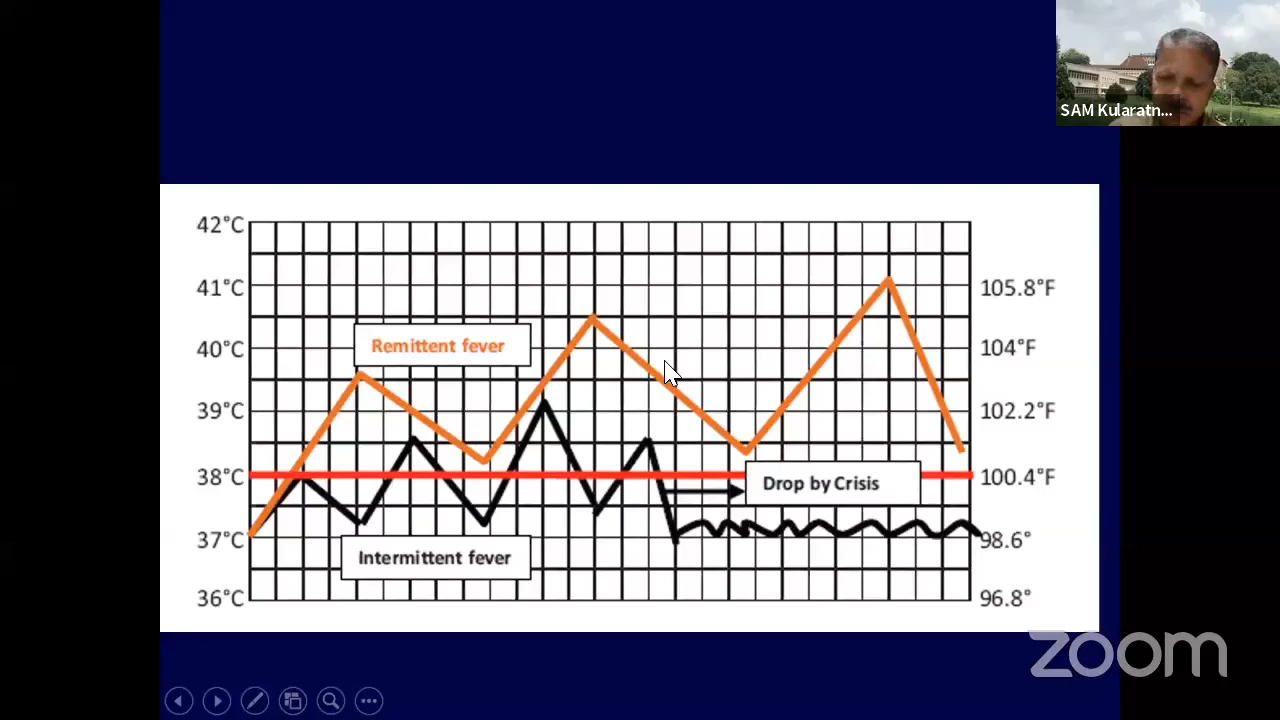 SAM Kularatn...
42°C
41°C
105.8°F
Remittent fever
40°C
104°F
39°C
102.2°F
38°C
100.4°F
Drop by Crisis
37°C
98.6°
Intermittent fever
36°C
96.8°
zoom